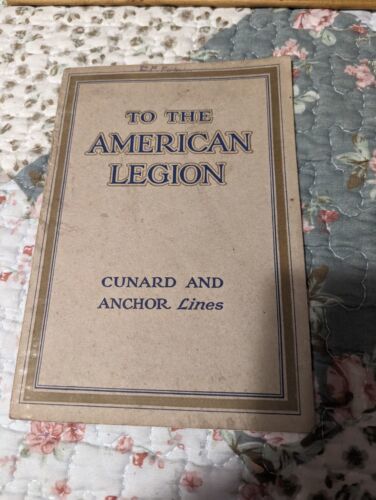 TO THE
AMERICAN
LEGION
CUNARD AND
ANCHOR Lines